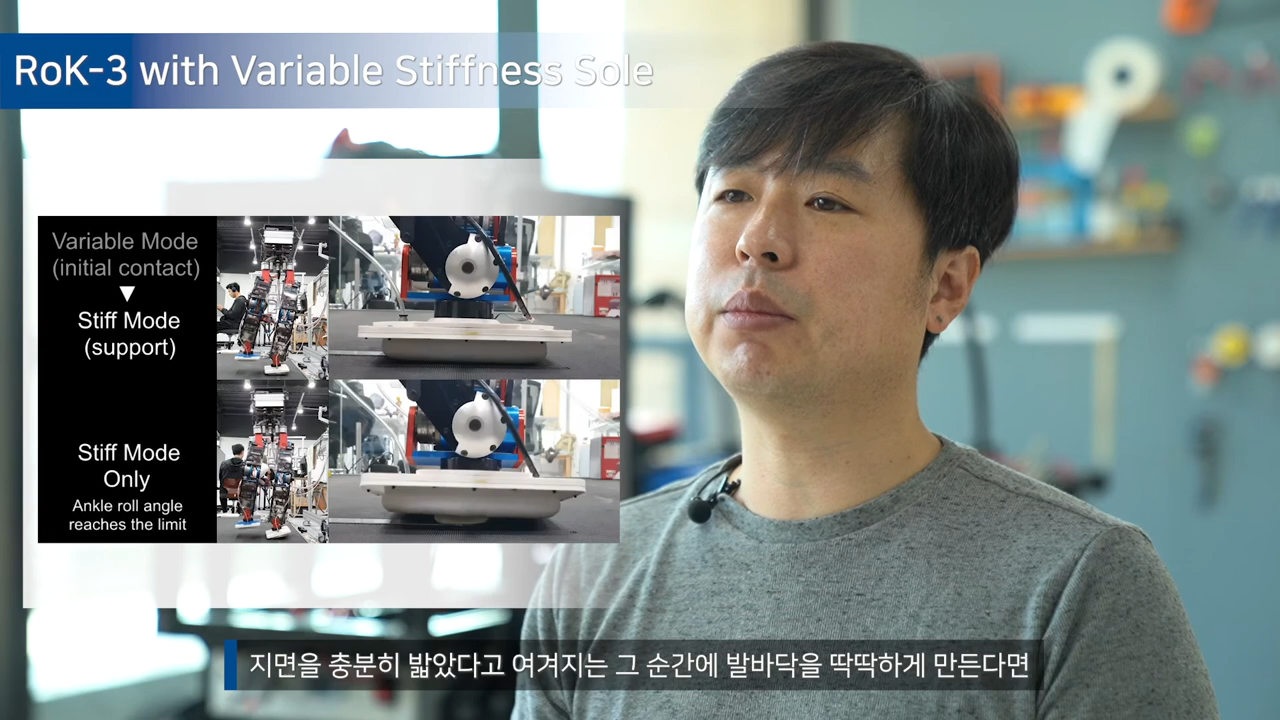 RoK-3 with Variable Stiffness Sole
Variable Mode
(initial contact)
▼
Stiff Mode
(support)
Stiff Mode
Only
Ankle roll angle
reaches the limit
지면을 충분히 밟았다고 여겨지는 그 순간에 발바닥을 딱딱하게 만든다면